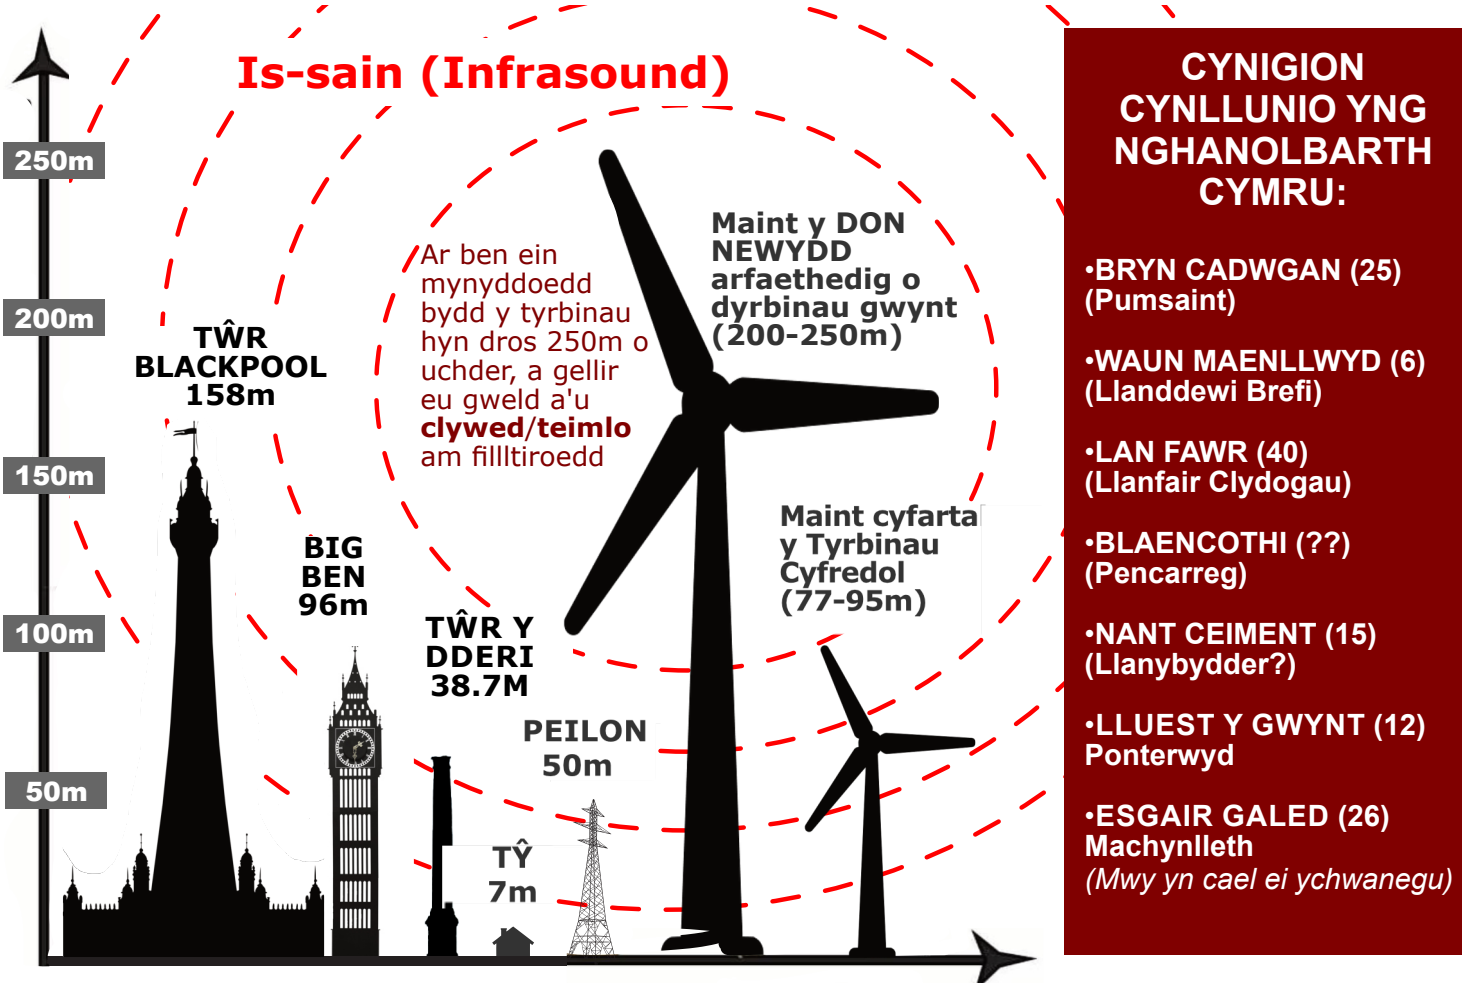 Is-sain (Infrasound)
250m
200m
150m
100m
50m
TŴR
BLACKPOOL
158m
BIG
BEN
96m
TŴR Y
DDERI
38.7M
TŶ
7m
PEILON
50m
Ar ben ein
mynyddoedd
bydd y tyrbinau
hyn dros 250m o
uchder, a gellir
eu gweld a'u
clywed/teimlo
am fillltiroedd
Maint y DON
NEWYDD
arfaethedig o
dyrbinau gwynt
(200-250m)
Maint cyfarta
y Tyrbinau
Cyfredol
(77-95m)
CYNIGION
CYNLLUNIO YNG
NGHANOLBARTH
CYMRU:
•BRYN CADWGAN (25)
(Pumsaint)
•WAUN MAENLLWYD (6)
(Llanddewi Brefi)
•LAN FAWR (40)
(Llanfair Clydogau)
•BLAENCOTHI (??)
(Pencarreg)
•NANT CEIMENT (15)
(Llanybydder?)
•LLUEST Y GWYNT (12)
Ponterwyd
•ESGAIR GALED (26)
Machynlleth
(Mwy yn cael ei ychwanegu)